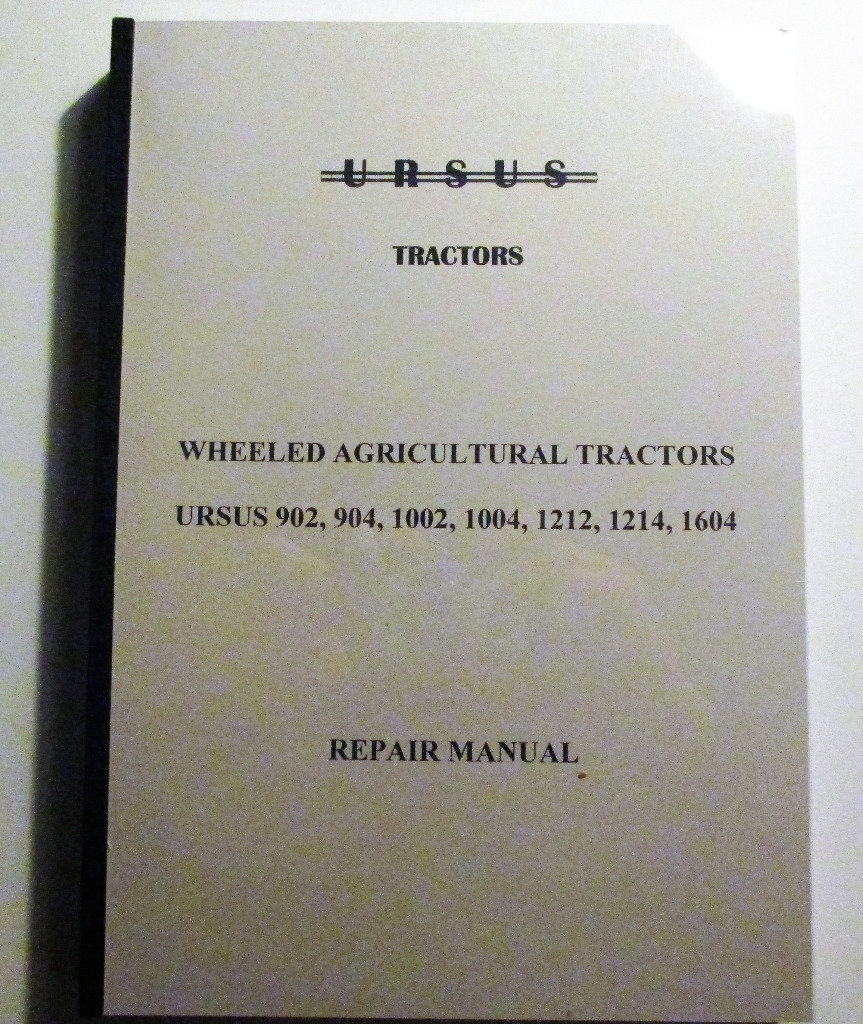 URSUS
TRACTORS
WHEELED AGRICULTURAL TRACTORS
URSUS 902, 904, 1002, 1004, 1212, 1214, 1604
REPAIR MANUAL